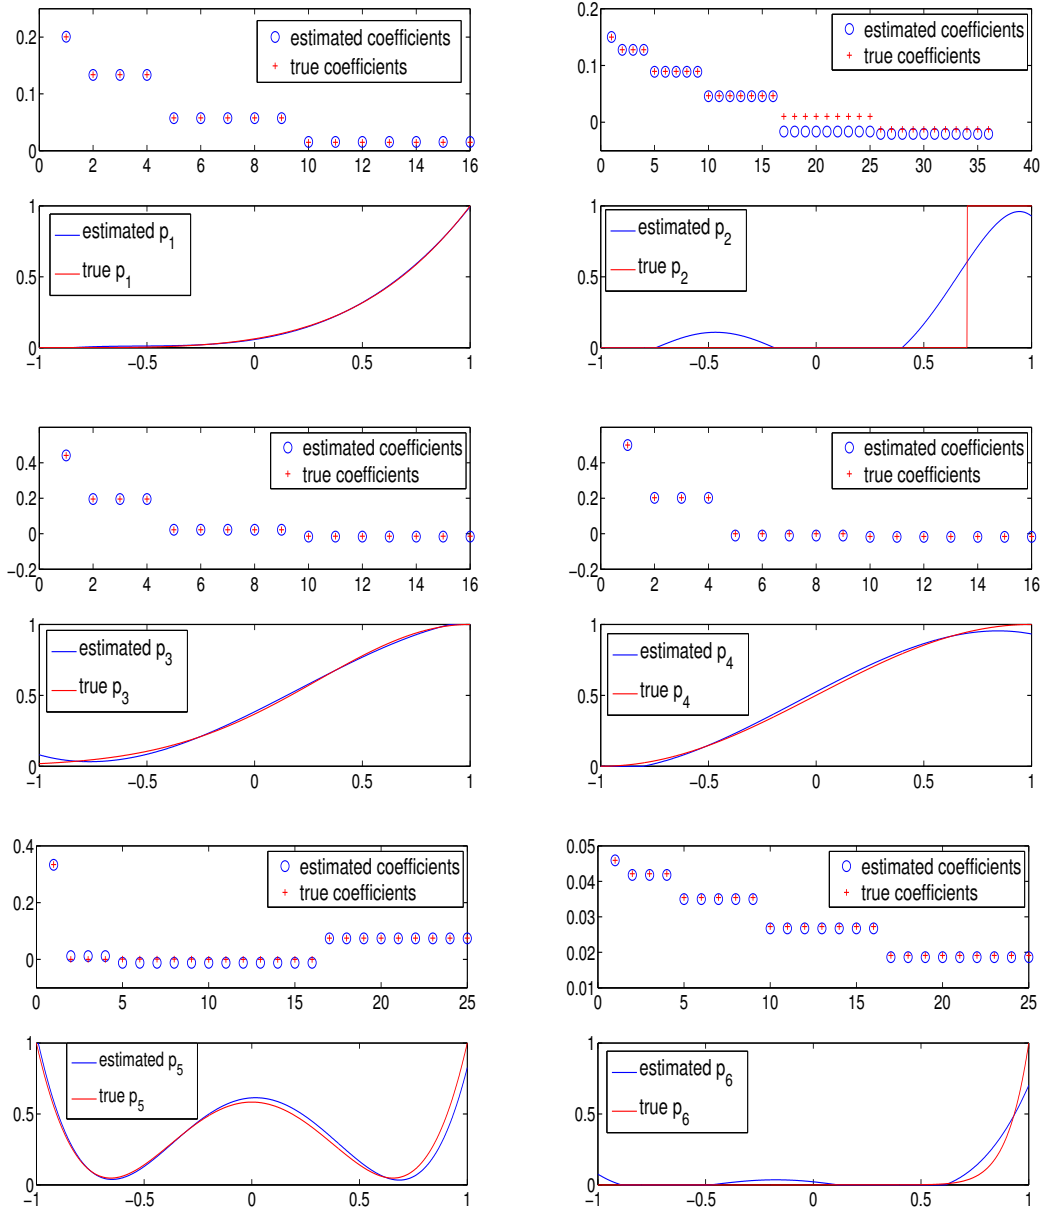 0.2
0.1
0
0 2 4 6 8 10 12 14 16
estimated coefficients
true coefficients
0.2
0.1
0
0 5 10 15 20 25 30 35 40
estimated coefficients
true coefficients
1
0.5
0
−1 −0.5 0 0.5 1
estimated p1
true p1
1
0.5
0
−1 −0.5 0 0.5 1
estimated p2
true p2
0.4
0.2
0
−0.2
0 2 4 6 8 10 12 14 16
estimated coefficients
true coefficients
0.4
0.2
0
−0.2
0 2 4 6 8 10 12 14 16
estimated coefficients
true coefficients
1
0.5
0
−1 −0.5 0 0.5 1
estimated p3
true p3
1
0.5
0
−1 −0.5 0 0.5 1
estimated p4
true p4
0.4
0.2
0
0 5 10 15 20 25
estimated coefficients
true coefficients
0.05
0.04
0.03
0.02
0.01
0 5 10 15 20 25
estimated coefficients
true coefficients
1
0.5
0
−1 −0.5 0 0.5 1
estimated p5
true p5
1
0.5
0
−1 −0.5 0 0.5 1
estimated p6
true p6